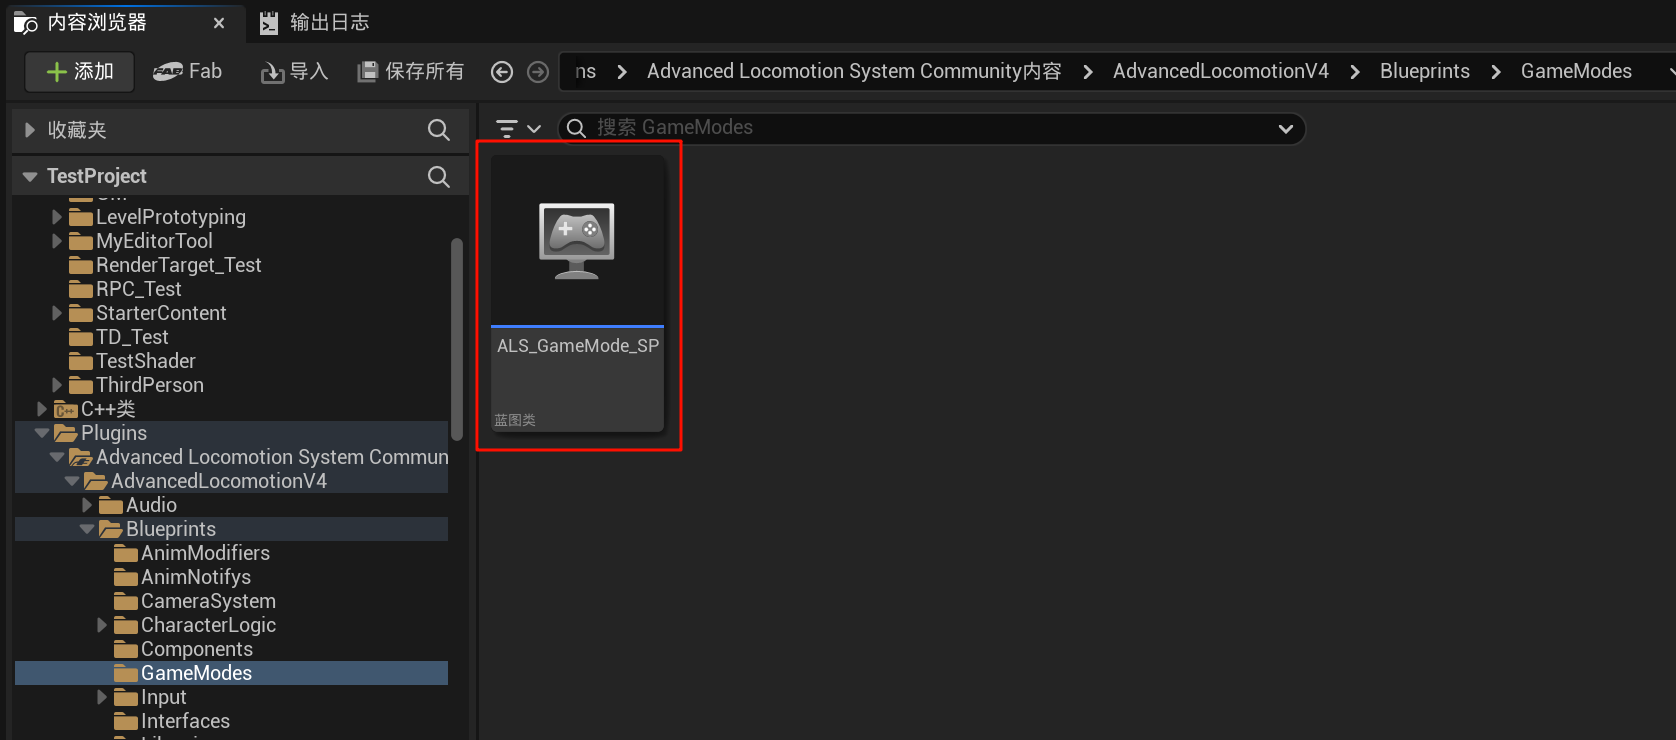 内容浏览器
输出日志
添加
FAB Fab
导入
保存所有
ns
Advanced Locomotion System Community内容
AdvancedLocomotionV4
Blueprints
GameModes
收藏夹
搜索 GameModes
TestProject
LevelPrototyping
MyEditorTool
RenderTarget_Test
RPC_Test
StarterContent
TD_Test
TestShader
ThirdPerson
C++ C++类
Plugins
Advanced Locomotion System Commun
AdvancedLocomotionV4
Audio
Blueprints
AnimModifiers
AnimNotifys
CameraSystem
CharacterLogic
Components
GameModes
Input
Interfaces
ALS_GameMode_SP
蓝图类